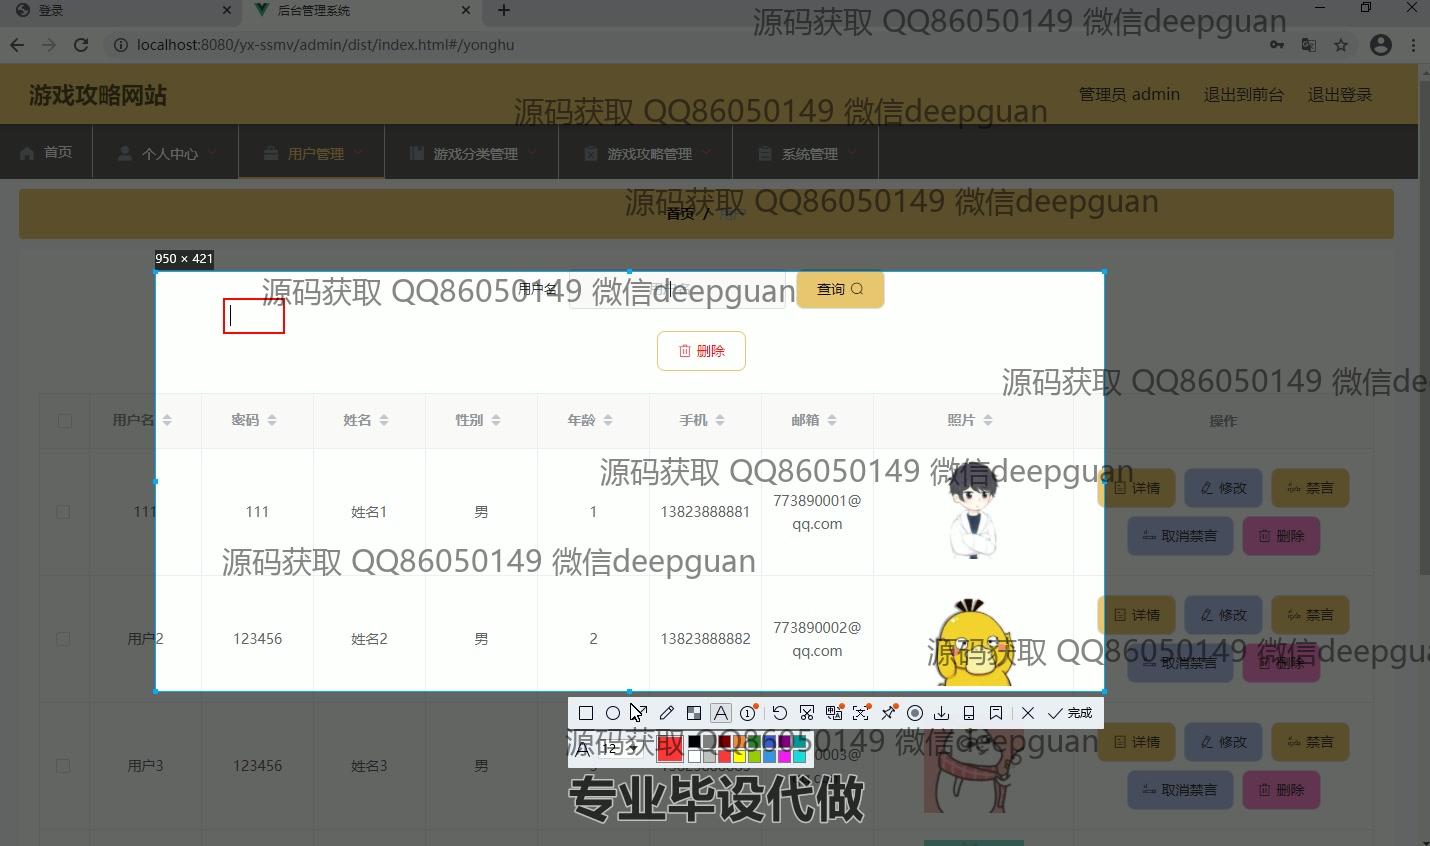 登录
后台管理系统
localhost:8080/yx-ssmv/admin/dist/index.html#/yonghu
源码获取 QQ86050149 微信deepguan
游戏攻略网站
管理员 admin
退出到前台
退出登录
源码获取 QQ86050149 微信deepguan
首页
个人中心
用户管理
游戏分类管理
游戏攻略管理
系统管理
源码获取 QQ86050149 微信deepguan
首页 / 用户
950 × 421
源码获取 QQ86050149 微信deepguan
用户名
查询
删除
源码获取 QQ86050149 微信de
用户名 密码 姓名 性别 年龄 手机 邮箱 照片 操作
源码获取 QQ86050149 微信deepguan
111 111 姓名1 男 1 13823888881 773890001@
qq.com
详情 修改 禁言
取消禁言 删除
源码获取 QQ86050149 微信deepguan
用户2 123456 姓名2 男 2 13823888882 773890002@
qq.com
详情 修改 禁言
取消禁言 删除
源码获取 QQ86050149 微信deepgu
完成
源码获取 QQ86050149 微信deepguan
A 12
用户3 123456 姓名3 男
0003@
详情 修改 禁言
取消禁言 删除
专业毕设代做